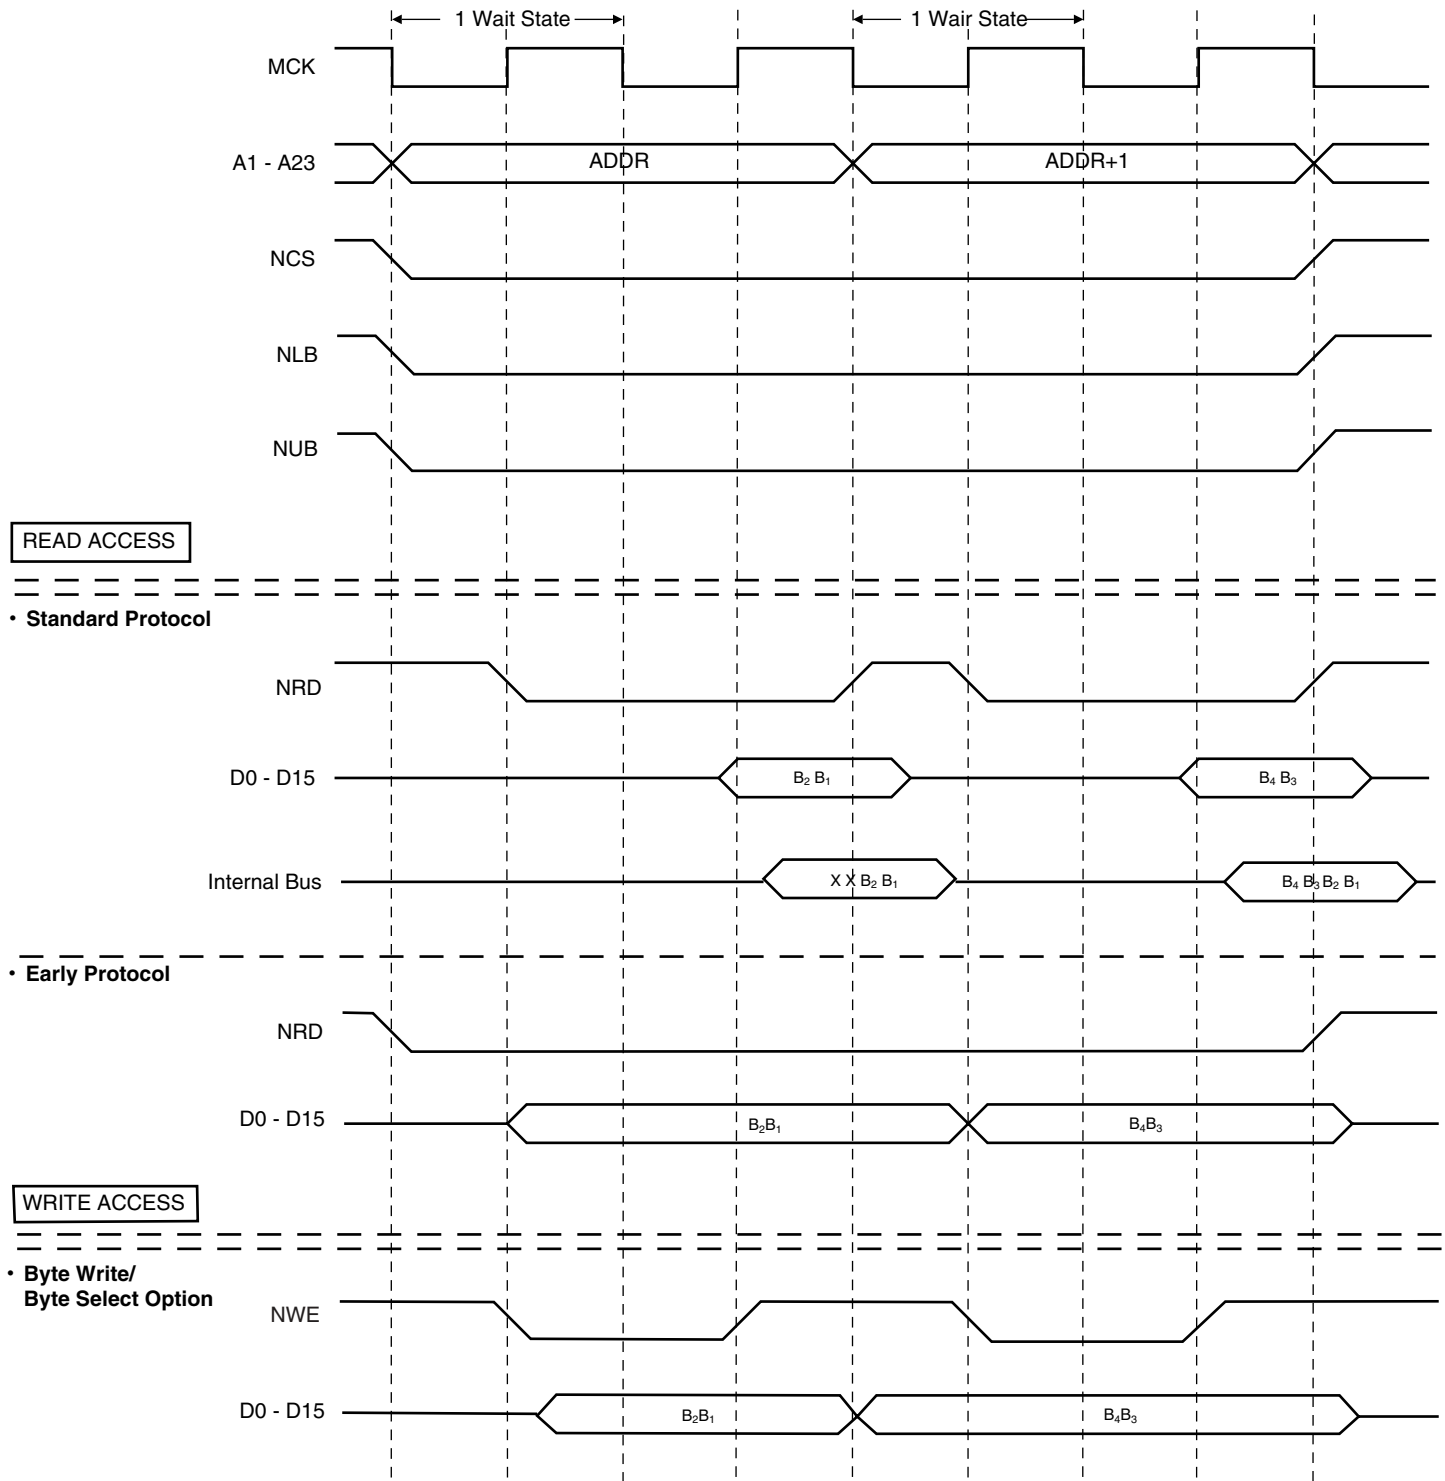 1 Wait State 1 Wair State
MCK
A1 - A23 ADDR ADDR+1
NCS
NLB
NUB
READ ACCESS
• Standard Protocol
NRD
D0 - D15 B₂ B₁ B₄ B₃
Internal Bus X X B₂ B₁ B₄ B₃ B₂ B₁
• Early Protocol
NRD
D0 - D15 B₂B₁ B₄B₃
WRITE ACCESS
• Byte Write/
Byte Select Option
NWE
D0 - D15 B₂B₁ B₄B₃